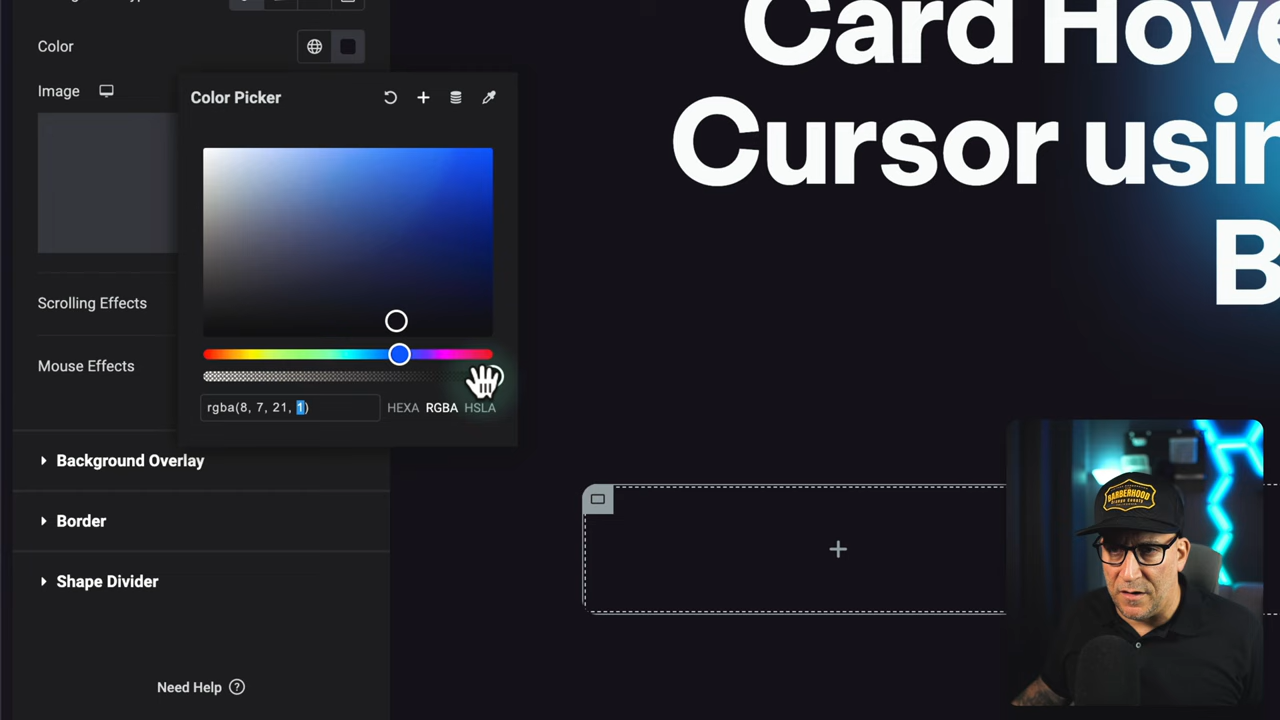 Color
Image
Color Picker
rgba(8, 7, 21, 1)
HEXA RGBA HSLA
Scrolling Effects
Mouse Effects
Background Overlay
Border
Shape Divider
Need Help
Card Hove
Cursor usin
B
BARBERHOOD